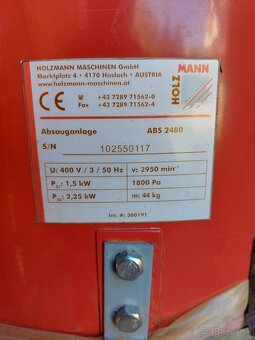 HOLZMANN MASCHINEN GmbH
Marktplatz 4 • 4170 Haslach • AUSTRIA
www.holzmann-maschinen.at
CE
☎ ++43 7289 71562-0
Fax ++43 7289 71562-4
HOLZ
MANN
Absauganlage ABS 2480
S/N 102550117
U: 400 V / 3 / 50 Hz
v: 2950 min⁻¹
P: 1,5 kW
1800 Pa
P: 2,25 kW
m: 44 kg
Int. #: 200191